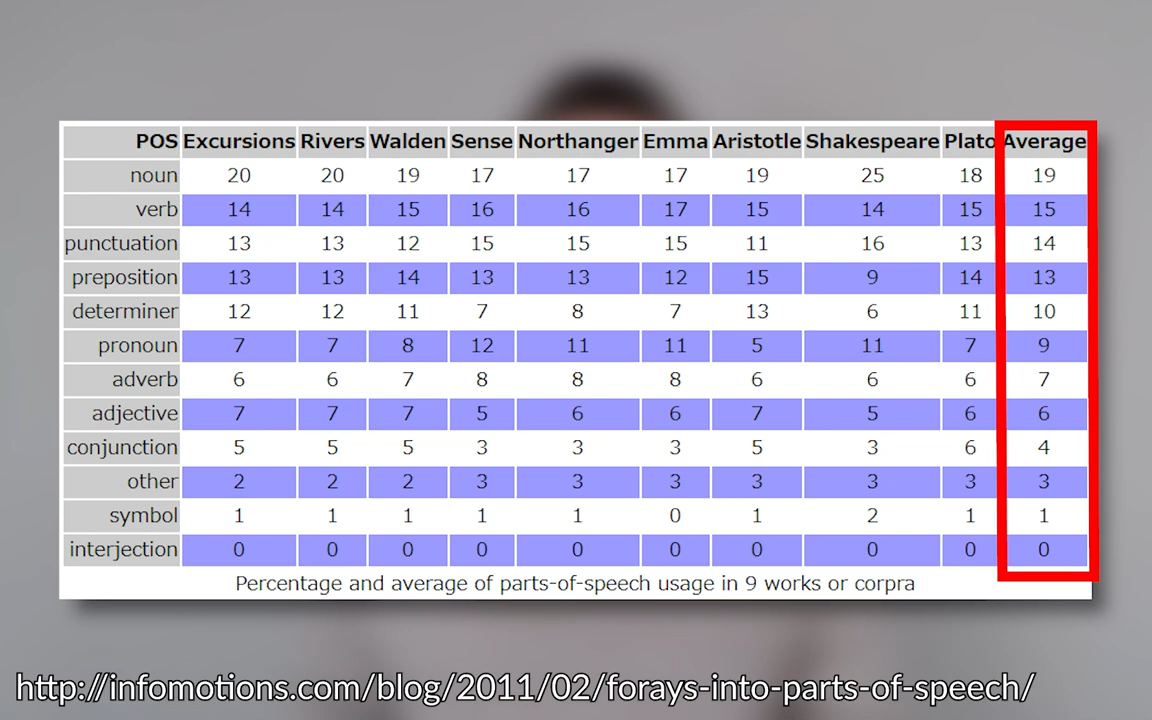 POS Excursions Rivers Walden Sense Northanger Emma Aristotle Shakespeare Plato Average
noun 20 20 19 17 17 17 19 25 18 19
verb 14 14 15 16 16 17 15 14 15 15
punctuation 13 13 12 15 15 15 11 16 13 14
preposition 13 13 14 13 13 12 15 9 14 13
determiner 12 12 11 7 8 7 13 6 11 10
pronoun 7 7 8 12 11 11 5 11 7 9
adverb 6 6 7 8 8 8 6 6 6 7
adjective 7 7 7 5 6 6 7 5 6 6
conjunction 5 5 5 3 3 3 5 3 6 4
other 2 2 2 3 3 3 3 3 3 3
symbol 1 1 1 1 1 0 1 2 1 1
interjection 0 0 0 0 0 0 0 0 0 0
Percentage and average of parts-of-speech usage in 9 works or corpra
http://infomotions.com/blog/2011/02/forays-into-parts-of-speech/